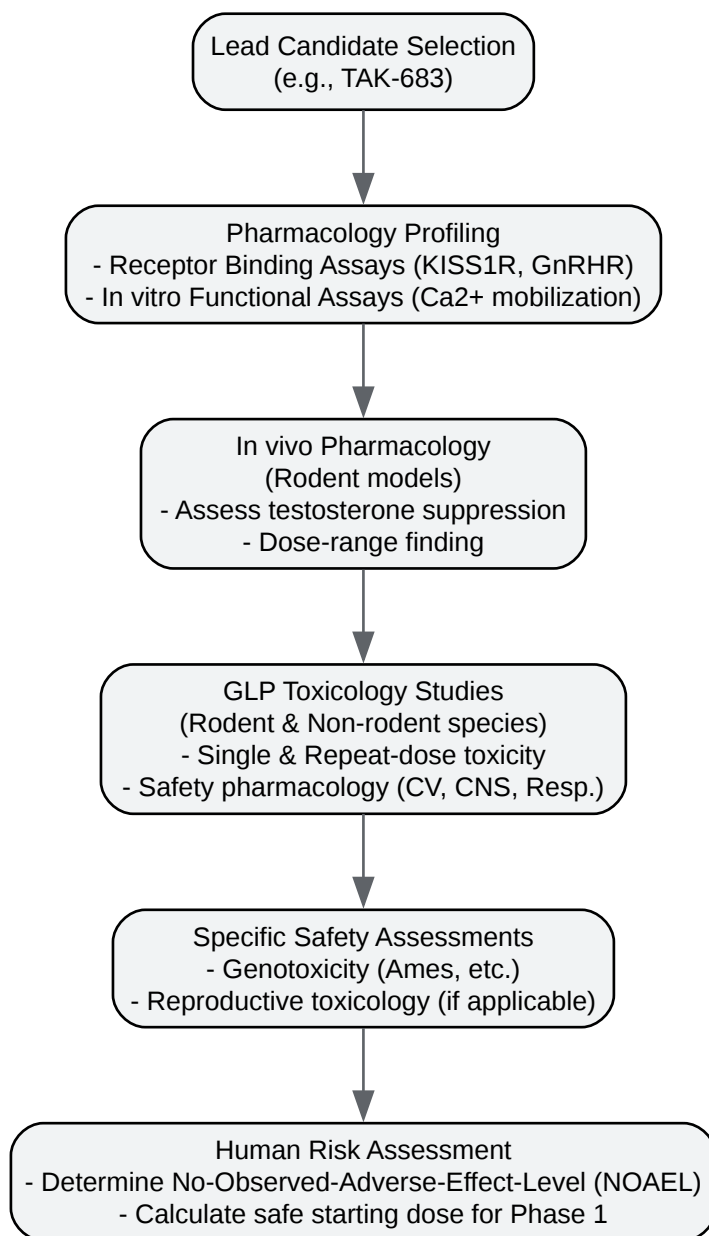 Lead Candidate Selection
(e.g., TAK-683)
Pharmacology Profiling
- Receptor Binding Assays (KISS1R, GnRHR)
- In vitro Functional Assays (Ca2+ mobilization)
In vivo Pharmacology
(Rodent models)
- Assess testosterone suppression
- Dose-range finding
GLP Toxicology Studies
(Rodent & Non-rodent species)
- Single & Repeat-dose toxicity
- Safety pharmacology (CV, CNS, Resp.)
Specific Safety Assessments
- Genotoxicity (Ames, etc.)
- Reproductive toxicology (if applicable)
Human Risk Assessment
- Determine No-Observed-Adverse-Effect-Level (NOAEL)
- Calculate safe starting dose for Phase 1